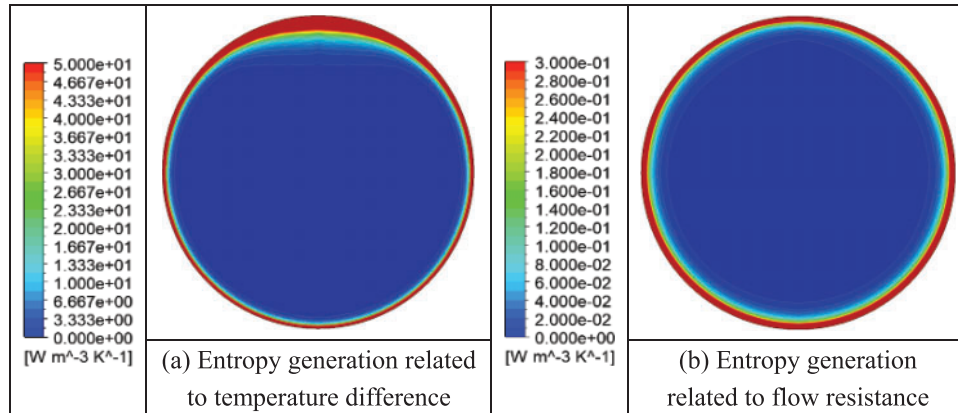 5.000e+01
4.667e+01
4.333e+01
4.000e+01
3.667e+01
3.333e+01
3.000e+01
2.667e+01
2.333e+01
2.000e+01
1.667e+01
1.333e+01
1.000e+01
6.667e+00
3.333e+00
0.000e+00
[W m^-3 K^-1]
(a) Entropy generation related
to temperature difference
3.000e-01
2.800e-01
2.600e-01
2.400e-01
2.200e-01
2.000e-01
1.800e-01
1.600e-01
1.400e-01
1.200e-01
1.000e-01
8.000e-02
6.000e-02
4.000e-02
2.000e-02
0.000e+00
[W m^-3 K^-1]
(b) Entropy generation
related to flow resistance